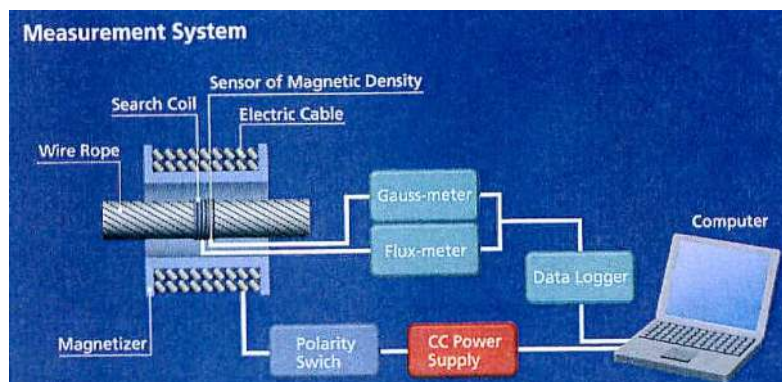 Measurement System
Sensor of Magnetic Density
Search Coil
Electric Cable
Wire Rope
Gauss-meter
Computer
Flux-meter
Data Logger
Magnetizer
Polarity
Swich
CC Power
Supply